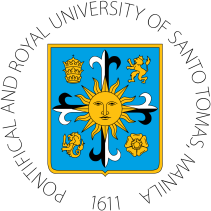 PONTIFICAL AND ROYAL UNIVERSITY OF SANTO TOMAS, MANILA
1611